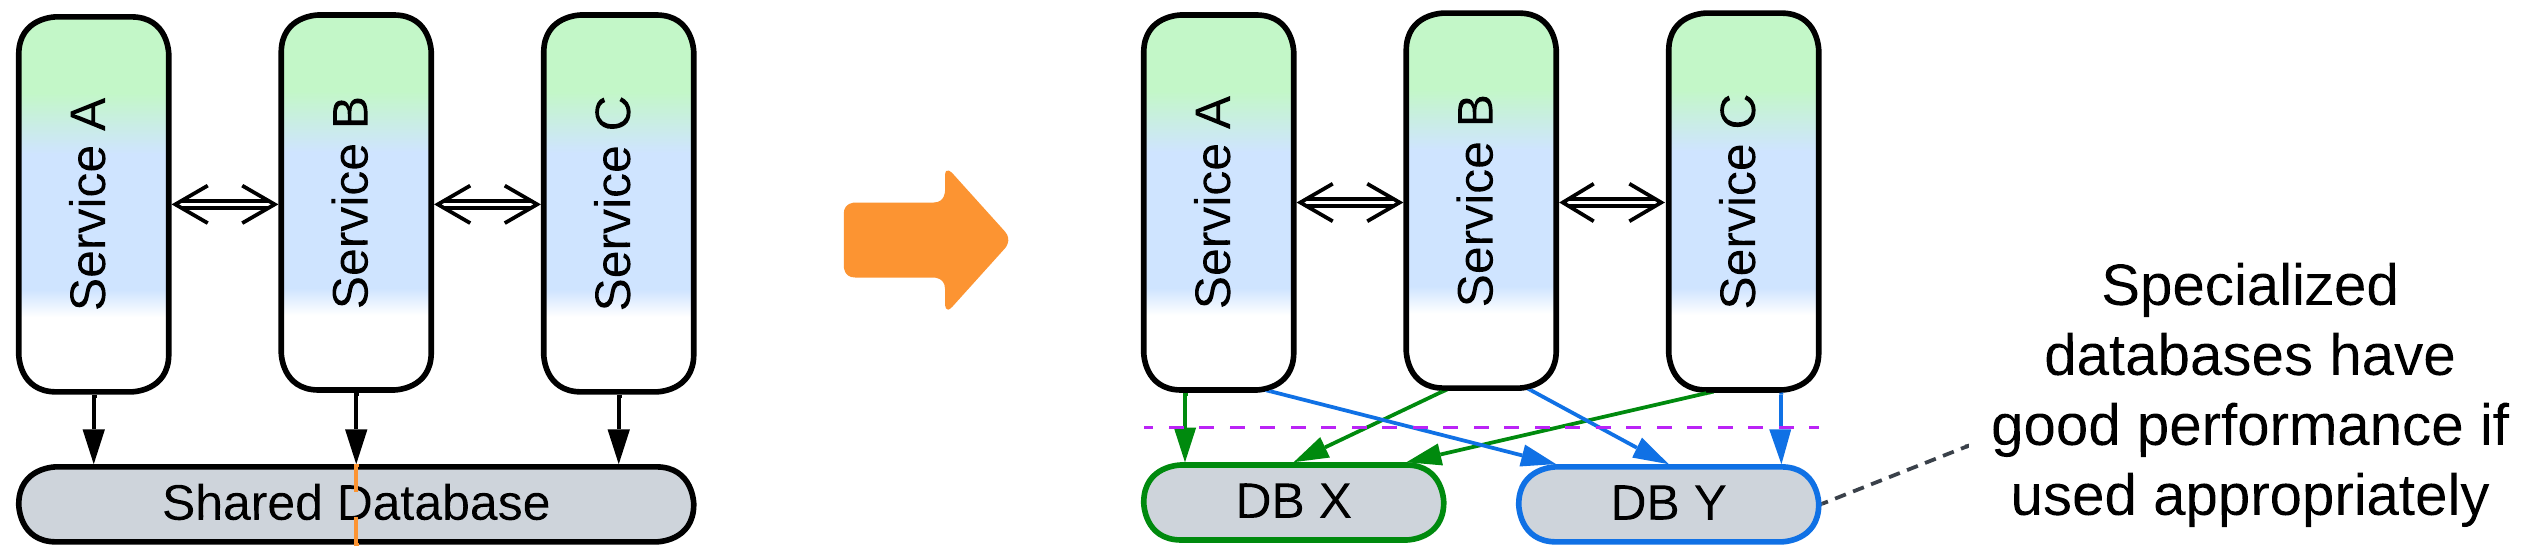 Service A
Service B
Service C
Shared Database
Service A
Service B
Service C
DB X
DB Y
Specialized
databases have
good performance if
used appropriately